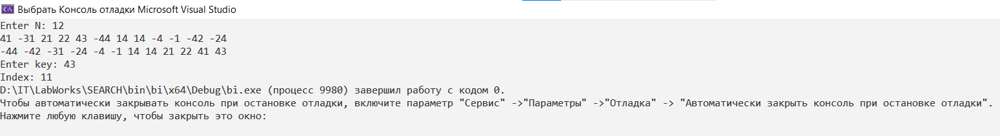 Выбрать Консоль отладки Microsoft Visual Studio
Enter N: 12
41 -31 21 22 43 -44 14 14 -4 -1 -42 -24
-44 -42 -31 -24 -4 -1 14 14 21 22 41 43
Enter key: 43
Index: 11
D:\IT\LabWorks\SEARCH\bin\bi\x64\Debug\bi.exe (процесс 9980) завершил работу с кодом 0.
Чтобы автоматически закрывать консоль при остановке отладки, включите параметр "Сервис" ->"Параметры" ->"Отладка" -> "Автоматически закрыть консоль при остановке отладки".
Нажмите любую клавишу, чтобы закрыть это окно: